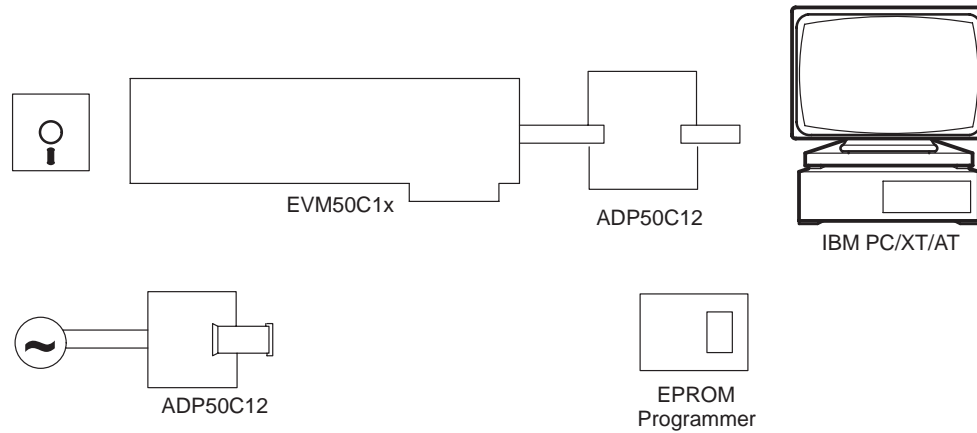 EVM50C1x
ADP50C12
IBM PC/XT/AT
ADP50C12
EPROM
Programmer